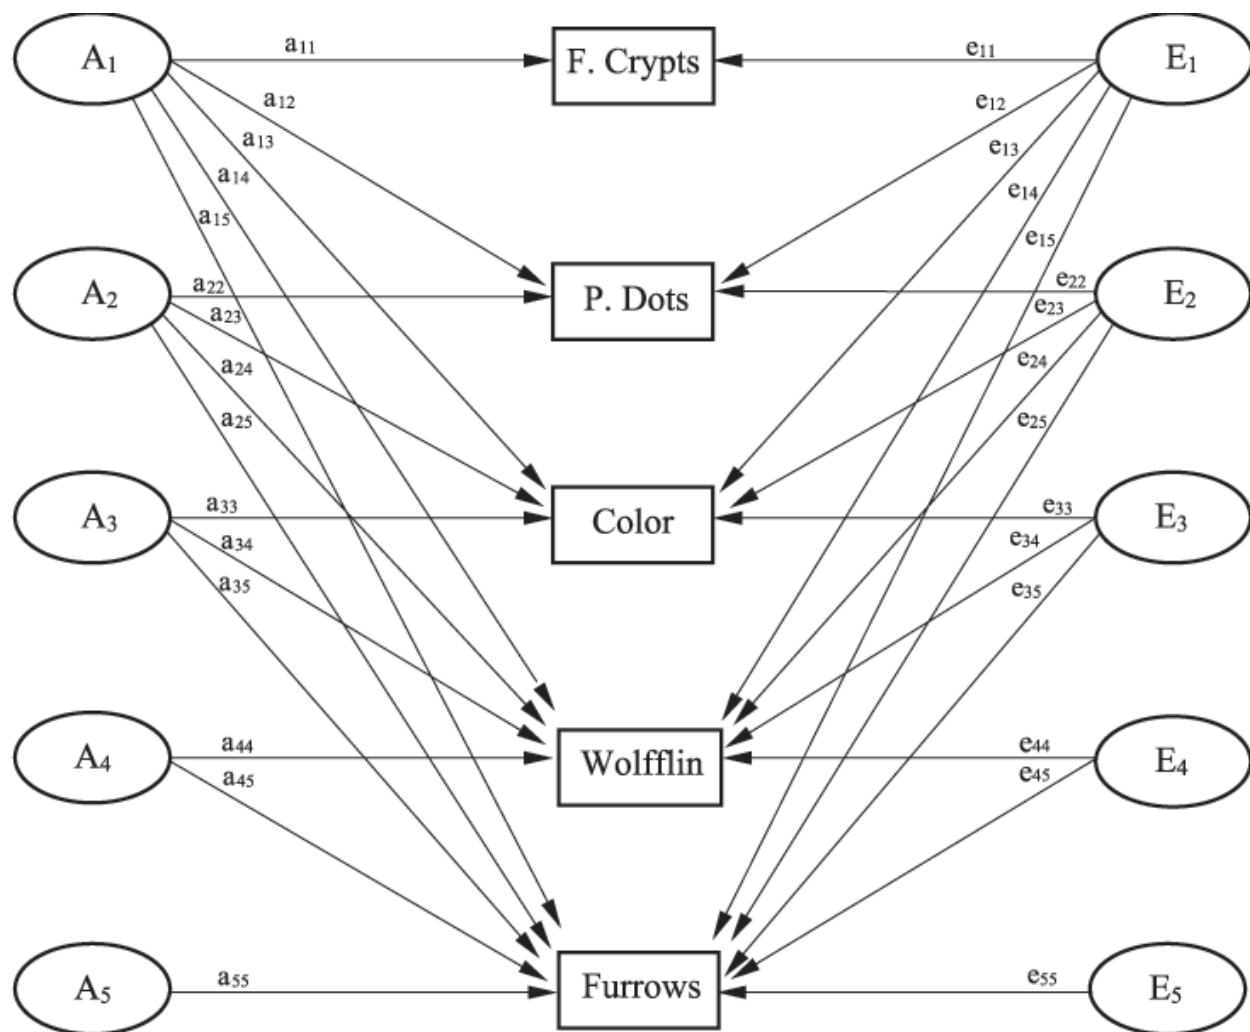 A1 a11 F. Crypts e11 E1
a12 e12
a13 e13
a14 e14
a15 e15
A2 a22 P. Dots e22 E2
a23 e23
a24 e24
a25 e25
A3 a33 Color e33 E3
a34 e34
a35 e35
A4 a44 Wolfflin e44 E4
a45 e45
A5 a55 Furrows e55 E5